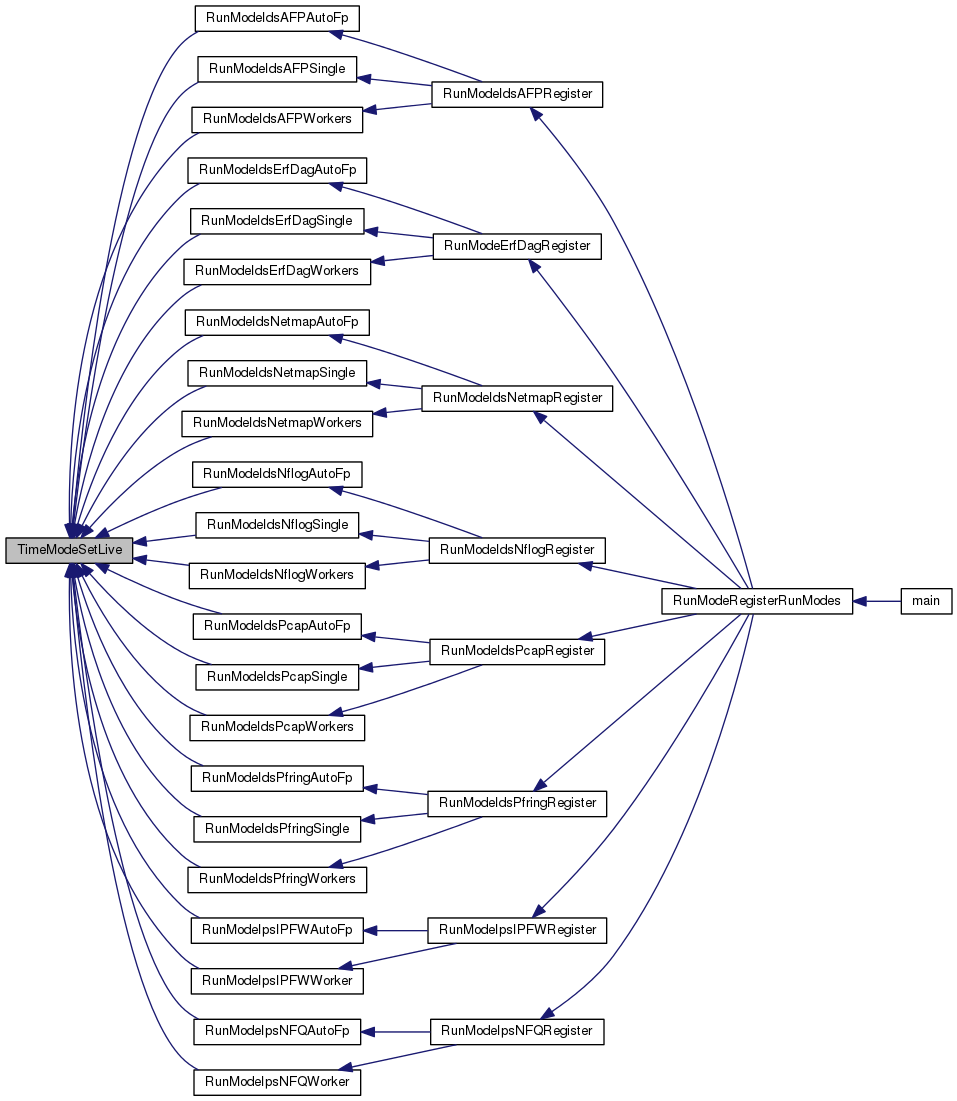 RunModeIdsAFPAutoFp
RunModeIdsAFPSingle
RunModeIdsAFPRegister
RunModeIdsAFPWorkers
RunModeIdsErfDagAutoFp
RunModeIdsErfDagSingle
RunModeErfDagRegister
RunModeIdsErfDagWorkers
RunModeIdsNetmapAutoFp
RunModeIdsNetmapSingle
RunModeIdsNetmapRegister
RunModeIdsNetmapWorkers
RunModeIdsNflogAutoFp
RunModeIdsNflogSingle
TimeModeSetLive
RunModeIdsNflogRegister
RunModeIdsNflogWorkers
RunModeRegisterRunModes
main
RunModeIdsPcapAutoFp
RunModeIdsPcapRegister
RunModeIdsPcapSingle
RunModeIdsPcapWorkers
RunModeIdsPfringAutoFp
RunModeIdsPfringRegister
RunModeIdsPfringSingle
RunModeIdsPfringWorkers
RunModeIpsIPFWAutoFp
RunModeIpsIPFWRegister
RunModeIpsIPFWWorker
RunModeIpsNFQAutoFp
RunModeIpsNFQRegister
RunModeIpsNFQWorker